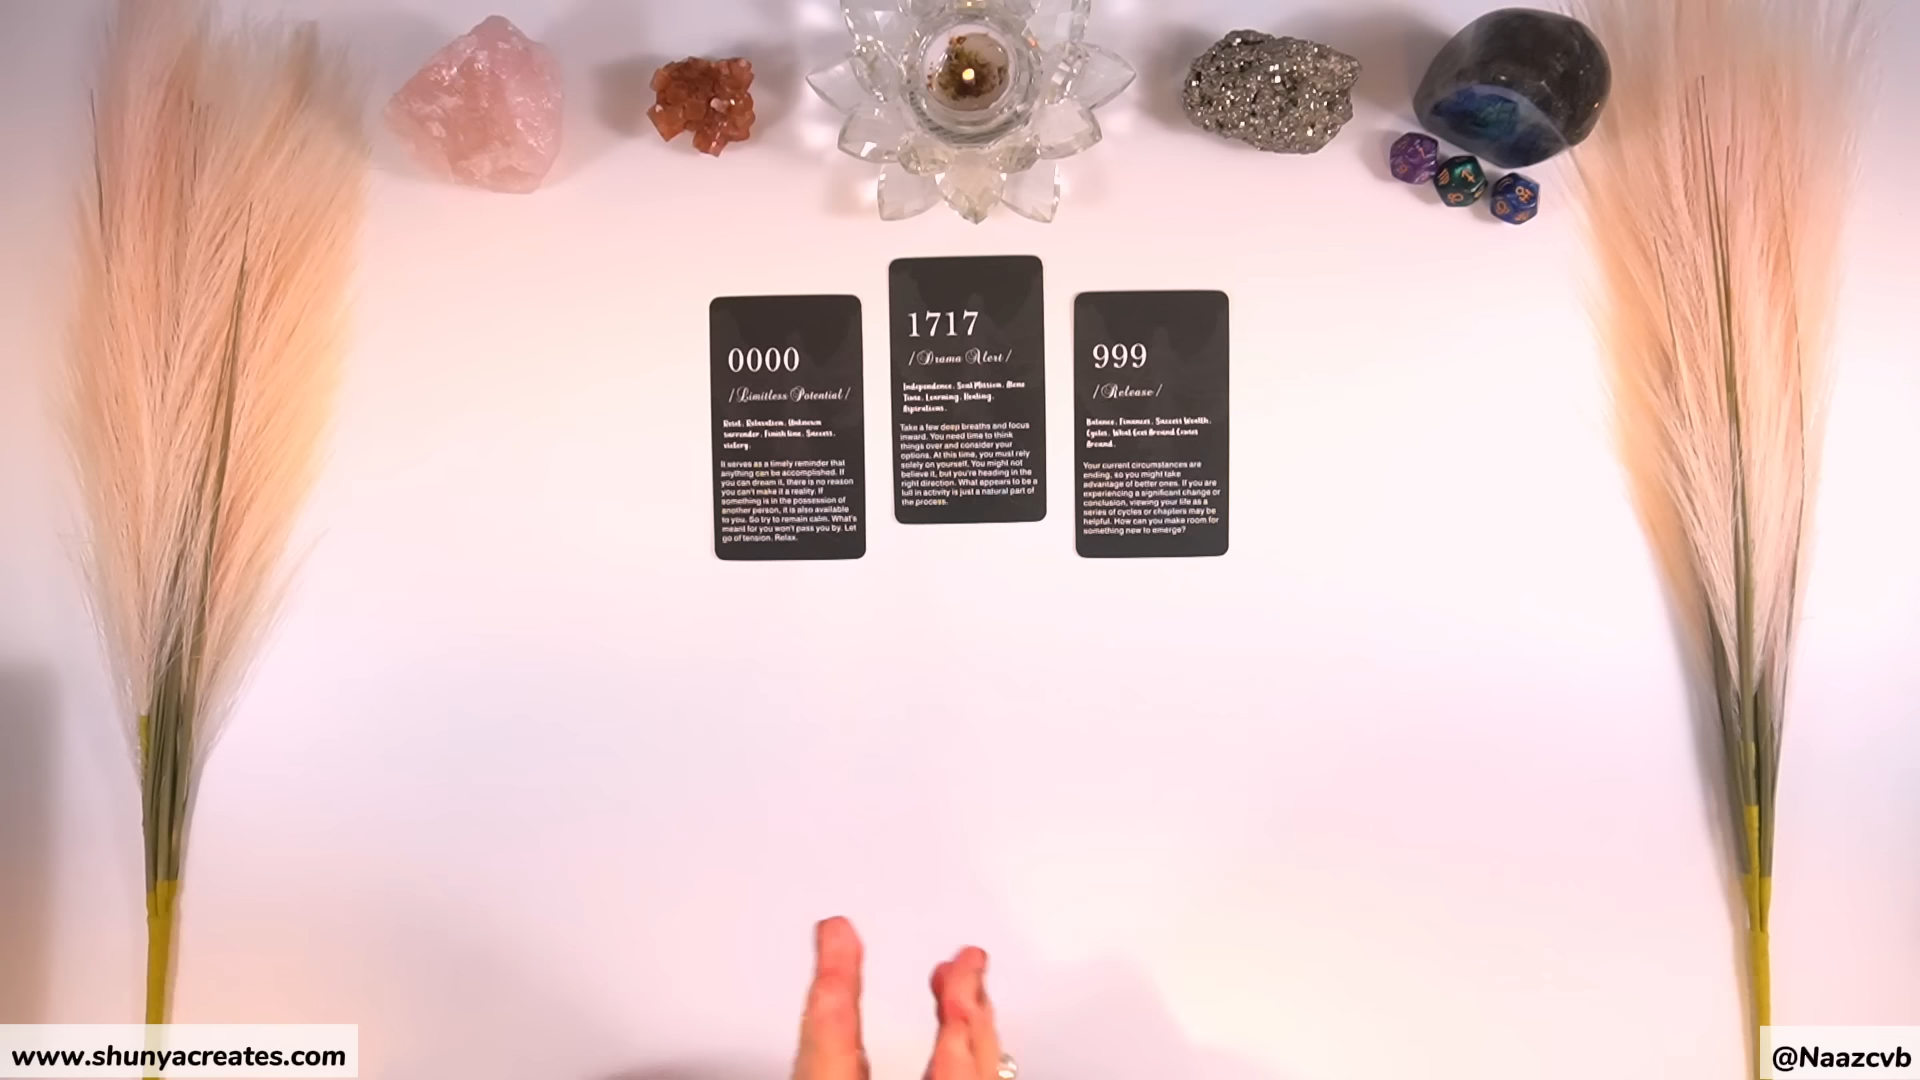 0000
/Limitless Potential/
Reset. Relaxation. Unknown
surrender. Finish line. Success.
victory.
It serves as a timely reminder that
anything can be accomplished. If
you can dream it, there is no reason
you can't make it a reality. If
something is in the possession of
another person, it is also available
to you. So try to remain calm. What's
meant for you won't pass you by. Let
go of tension. Relax.
1717
/Drama Alert/
Independence. Soul Mission. Alone
Time. Learning. Healing.
Aspirations.
Take a few deep breaths and focus
inward. You need time to think
things over and consider your
options. At this time, you must rely
solely on yourself. You might not
believe it, but you're heading in the
right direction. What appears to be a
lull in activity is just a natural part of
the process.
999
/Release/
Balance. Finances. Success Wealth.
Cycles. What Goes Around Comes
Around.
Your current circumstances are
ending, so you might take
advantage of better ones. If you are
experiencing a significant change or
conclusion, viewing your life as a
series of cycles or chapters may be
helpful. How can you make room for
something new to emerge?
www.shunyacreates.com
@Naazcvb